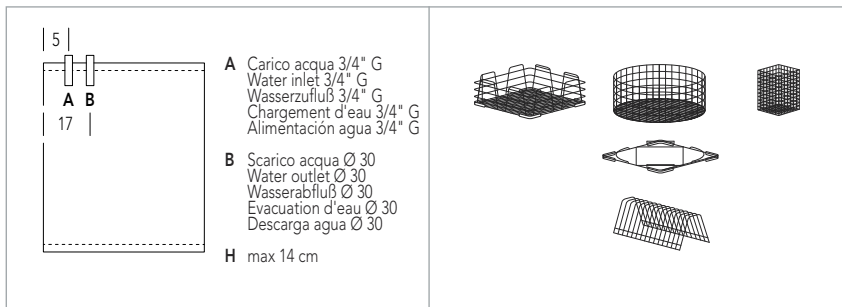 5
A B
17
A Carico acqua 3/4" G
Water inlet 3/4" G
Wasserzufluß 3/4" G
Chargement d'eau 3/4" G
Alimentación agua 3/4" G
B Scarico acqua Ø 30
Water outlet Ø 30
Wasserabfluß Ø 30
Evacuation d'eau Ø 30
Descarga agua Ø 30
H max 14 cm